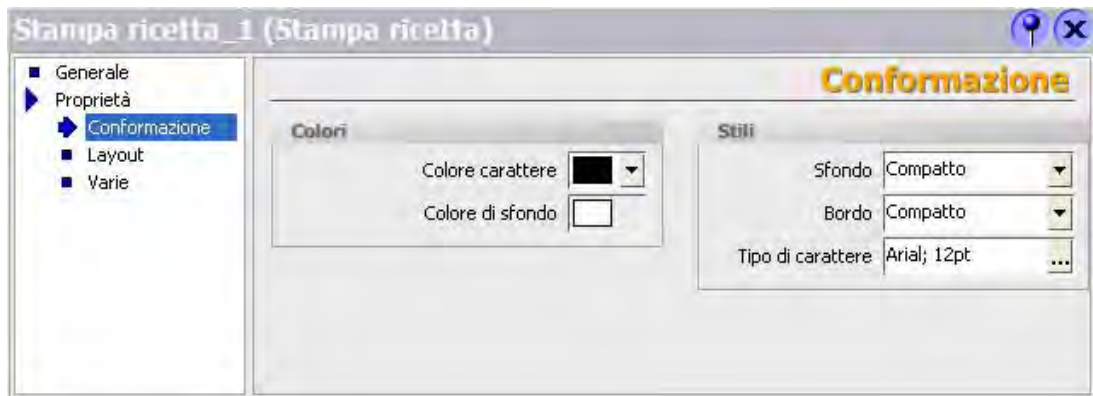 Stampa ricetta_1 (Stampa ricetta)
Generale
Proprietà
Conformazione
Layout
Varie
Conformazione
Colori
Colore carattere
Colore di sfondo
Stili
Sfondo Compatto
Bordo Compatto
Tipo di carattere Arial; 12pt ...